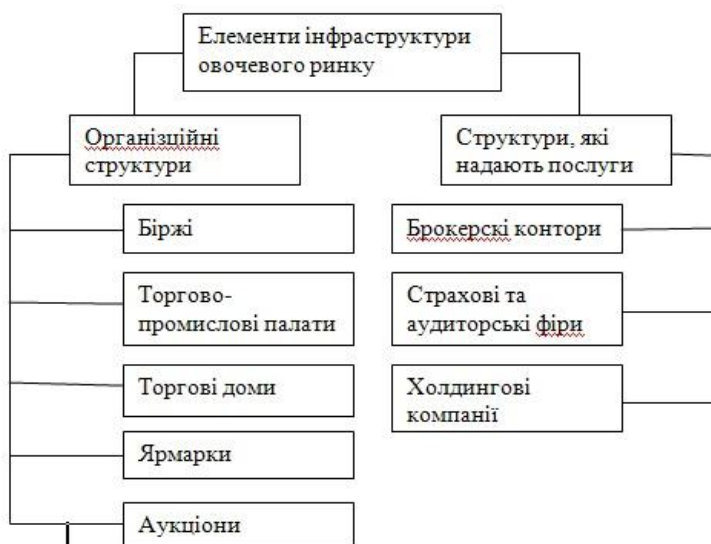 Елементи інфраструктури
овочевого ринку
Організційні
структури
Структури, які
надають послуги
Біржі
Торгово-
промислові палати
Торгові доми
Ярмарки
Аукціони
Брокерскі контори
Страхові та
аудиторські фіри
Холдингові
компанії